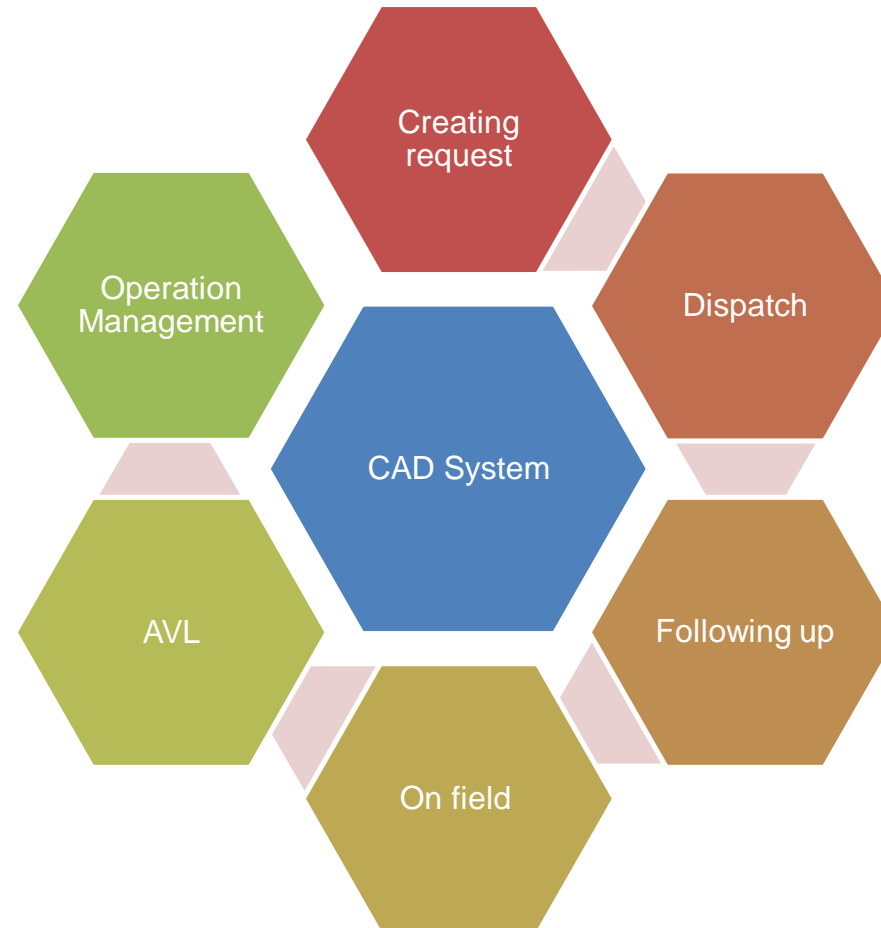 Creating
request
Dispatch
Following up
On field
AVL
Operation
Management
CAD System